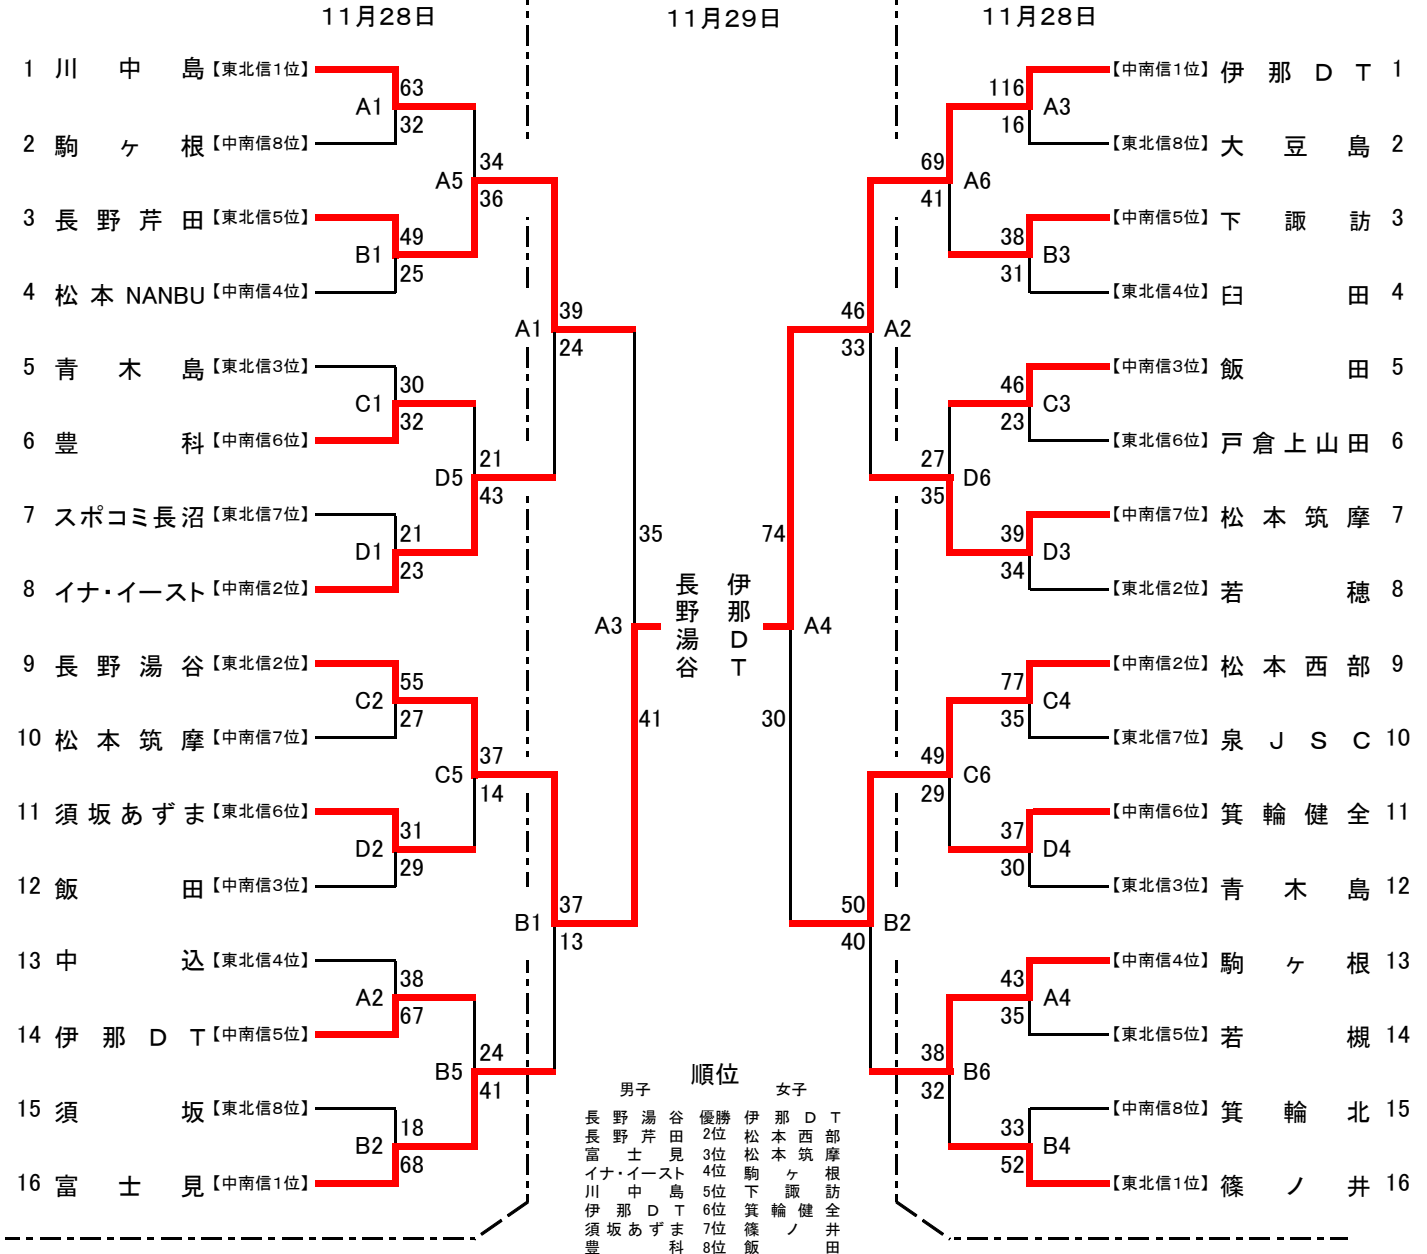 11月28日 11月29日 11月28日
1 川中島【東北信1位】
63
A1
32
2 駒ヶ根【中南信8位】
34
A5
36
3 長野芹田【東北信5位】
49
B1
25
4 松本NANBU【中南信4位】
39
A1
24
5 青木島【東北信3位】
30
C1
32
6 豊科【中南信6位】
21
D5
43
7 スポコミ長沼【東北信7位】
21
D1
23
8 イナ・イースト【中南信2位】
35
A3
41
長野湯谷
9 長野湯谷【東北信2位】
55
C2
27
10 松本筑摩【中南信7位】
37
C5
14
11 須坂あずま【東北信6位】
31
D2
29
12 飯田【中南信3位】
37
B1
13
13 中込【東北信4位】
38
A2
67
14 伊那DT【中南信5位】
24
B5
41
15 須坂【東北信8位】
18
B2
68
16 富士見【中南信1位】
【中南信1位】伊那DT 1
116
A3
16
【東北信8位】大豆島 2
69
A6
41
【中南信5位】下諏訪 3
38
B3
31
【東北信4位】臼田 4
46
A2
33
【中南信3位】飯田 5
46
C3
23
【東北信6位】戸倉上山田 6
27
D6
35
【中南信7位】松本筑摩 7
39
D3
34
【東北信2位】若穂 8
74
A4
30
伊那DT
【中南信2位】松本西部 9
77
C4
35
【東北信7位】泉JSC 10
49
C6
29
【中南信6位】箕輪健全 11
37
D4
30
【東北信3位】青木島 12
50
B2
40
【中南信4位】駒ヶ根 13
43
A4
35
【東北信5位】若槻 14
38
B6
32
【中南信8位】箕輪北 15
33
B4
52
【東北信1位】篠ノ井 16
順位
男子 女子
長野湯谷 優勝 伊那DT
長野芹田 2位 松本西部
富士見 3位 松本筑摩
イナ・イースト 4位 駒ヶ根
川中島 5位 下諏訪
伊那DT 6位 箕輪健全
須坂あずま 7位 篠ノ井
豊科 8位 飯田